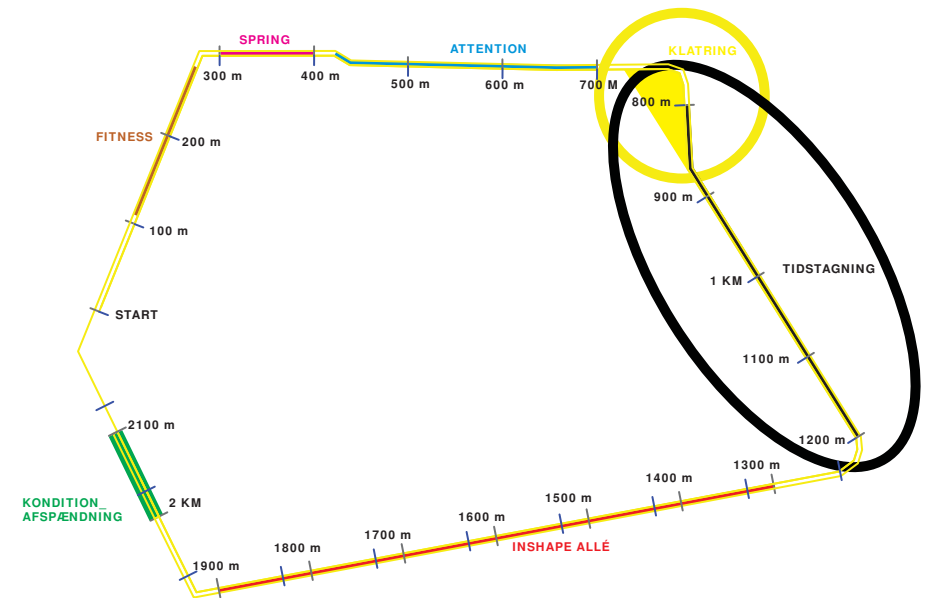 SPRING
ATTENTION
KLATRING
300 m
400 m
500 m
600 m
700 M
800 m
FITNESS
200 m
900 m
100 m
TIDSTAGNING
1 KM
START
1100 m
2100 m
1200 m
1300 m
1400 m
KONDITION_
AFSPÆNDNING
2 KM
1500 m
1600 m
1700 m
INSHAPE ALLÉ
1800 m
1900 m